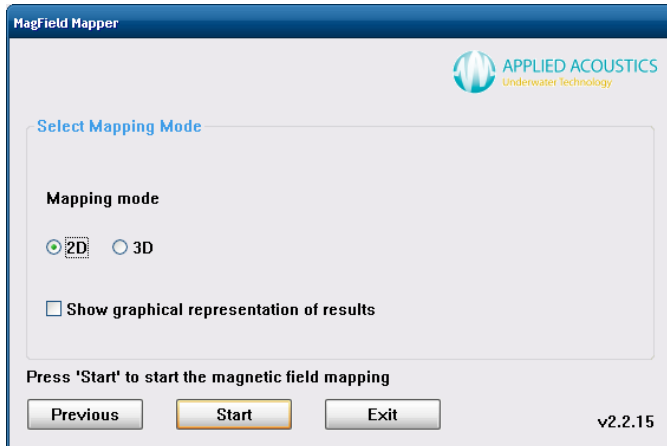 MagField Mapper
APPLIED ACOUSTICS
Underwater Technology
Select Mapping Mode
Mapping mode
2D 3D
Show graphical representation of results
Press 'Start' to start the magnetic field mapping
Previous Start Exit v2.2.15